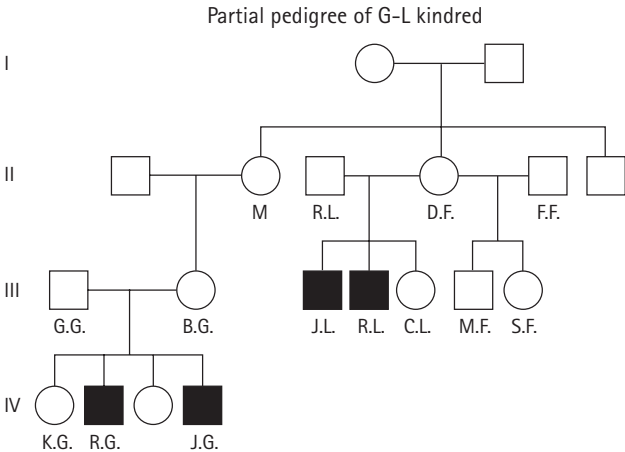 Partial pedigree of G-L kindred
I
II
M R.L. D.F. F.F.
III
G.G. B.G. J.L. R.L. C.L. M.F. S.F.
IV
K.G. R.G. J.G.